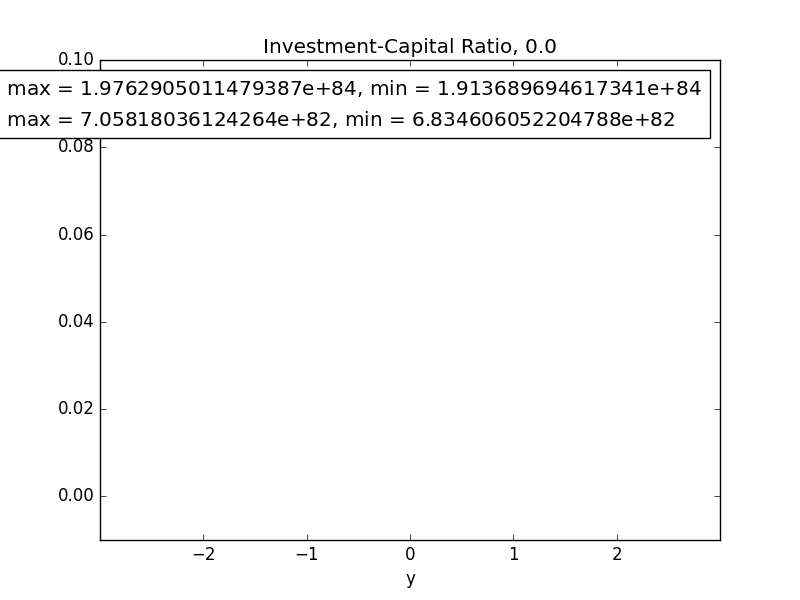 Investment-Capital Ratio, 0.0
0.10
max = 1.9762905011479387e+84, min = 1.913689694617341e+84
max = 7.05818036124264e+82, min = 6.834606052204788e+82
0.08
0.06
0.04
0.02
0.00
−2 −1 0 1 2
y